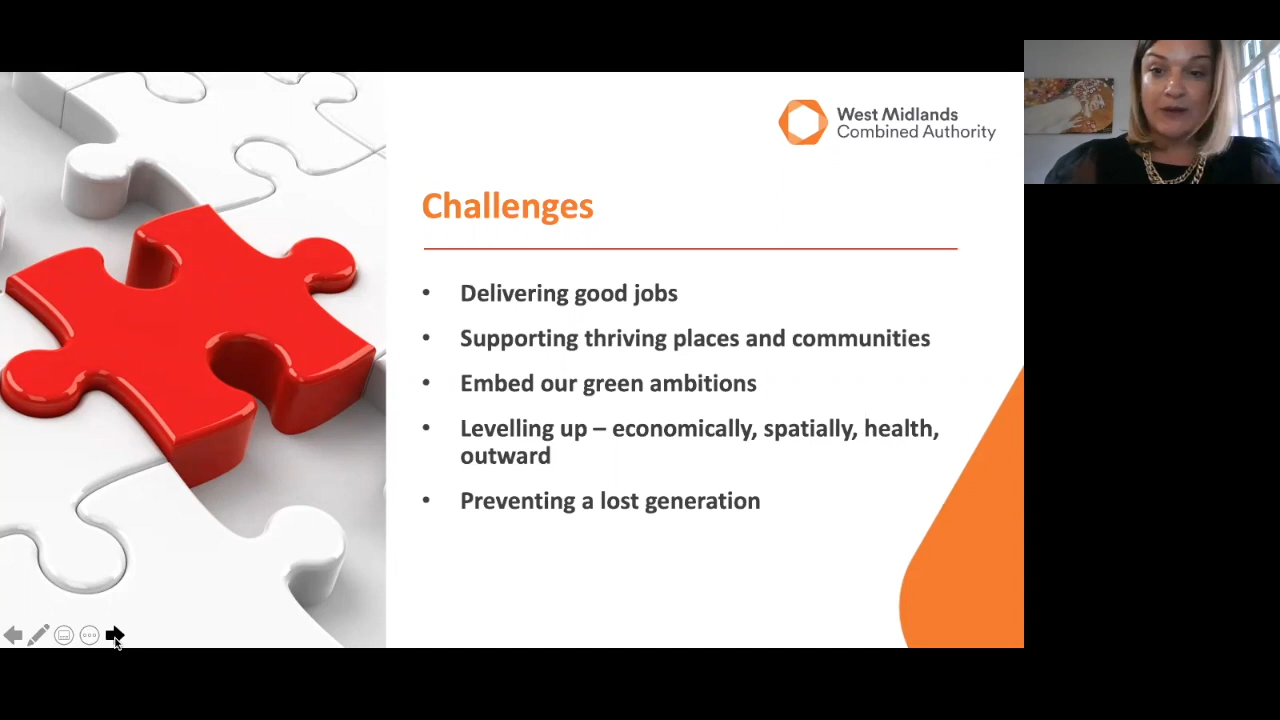 West Midlands
Combined Authority
Challenges
• Delivering good jobs
• Supporting thriving places and communities
• Embed our green ambitions
• Levelling up – economically, spatially, health,
outward
• Preventing a lost generation